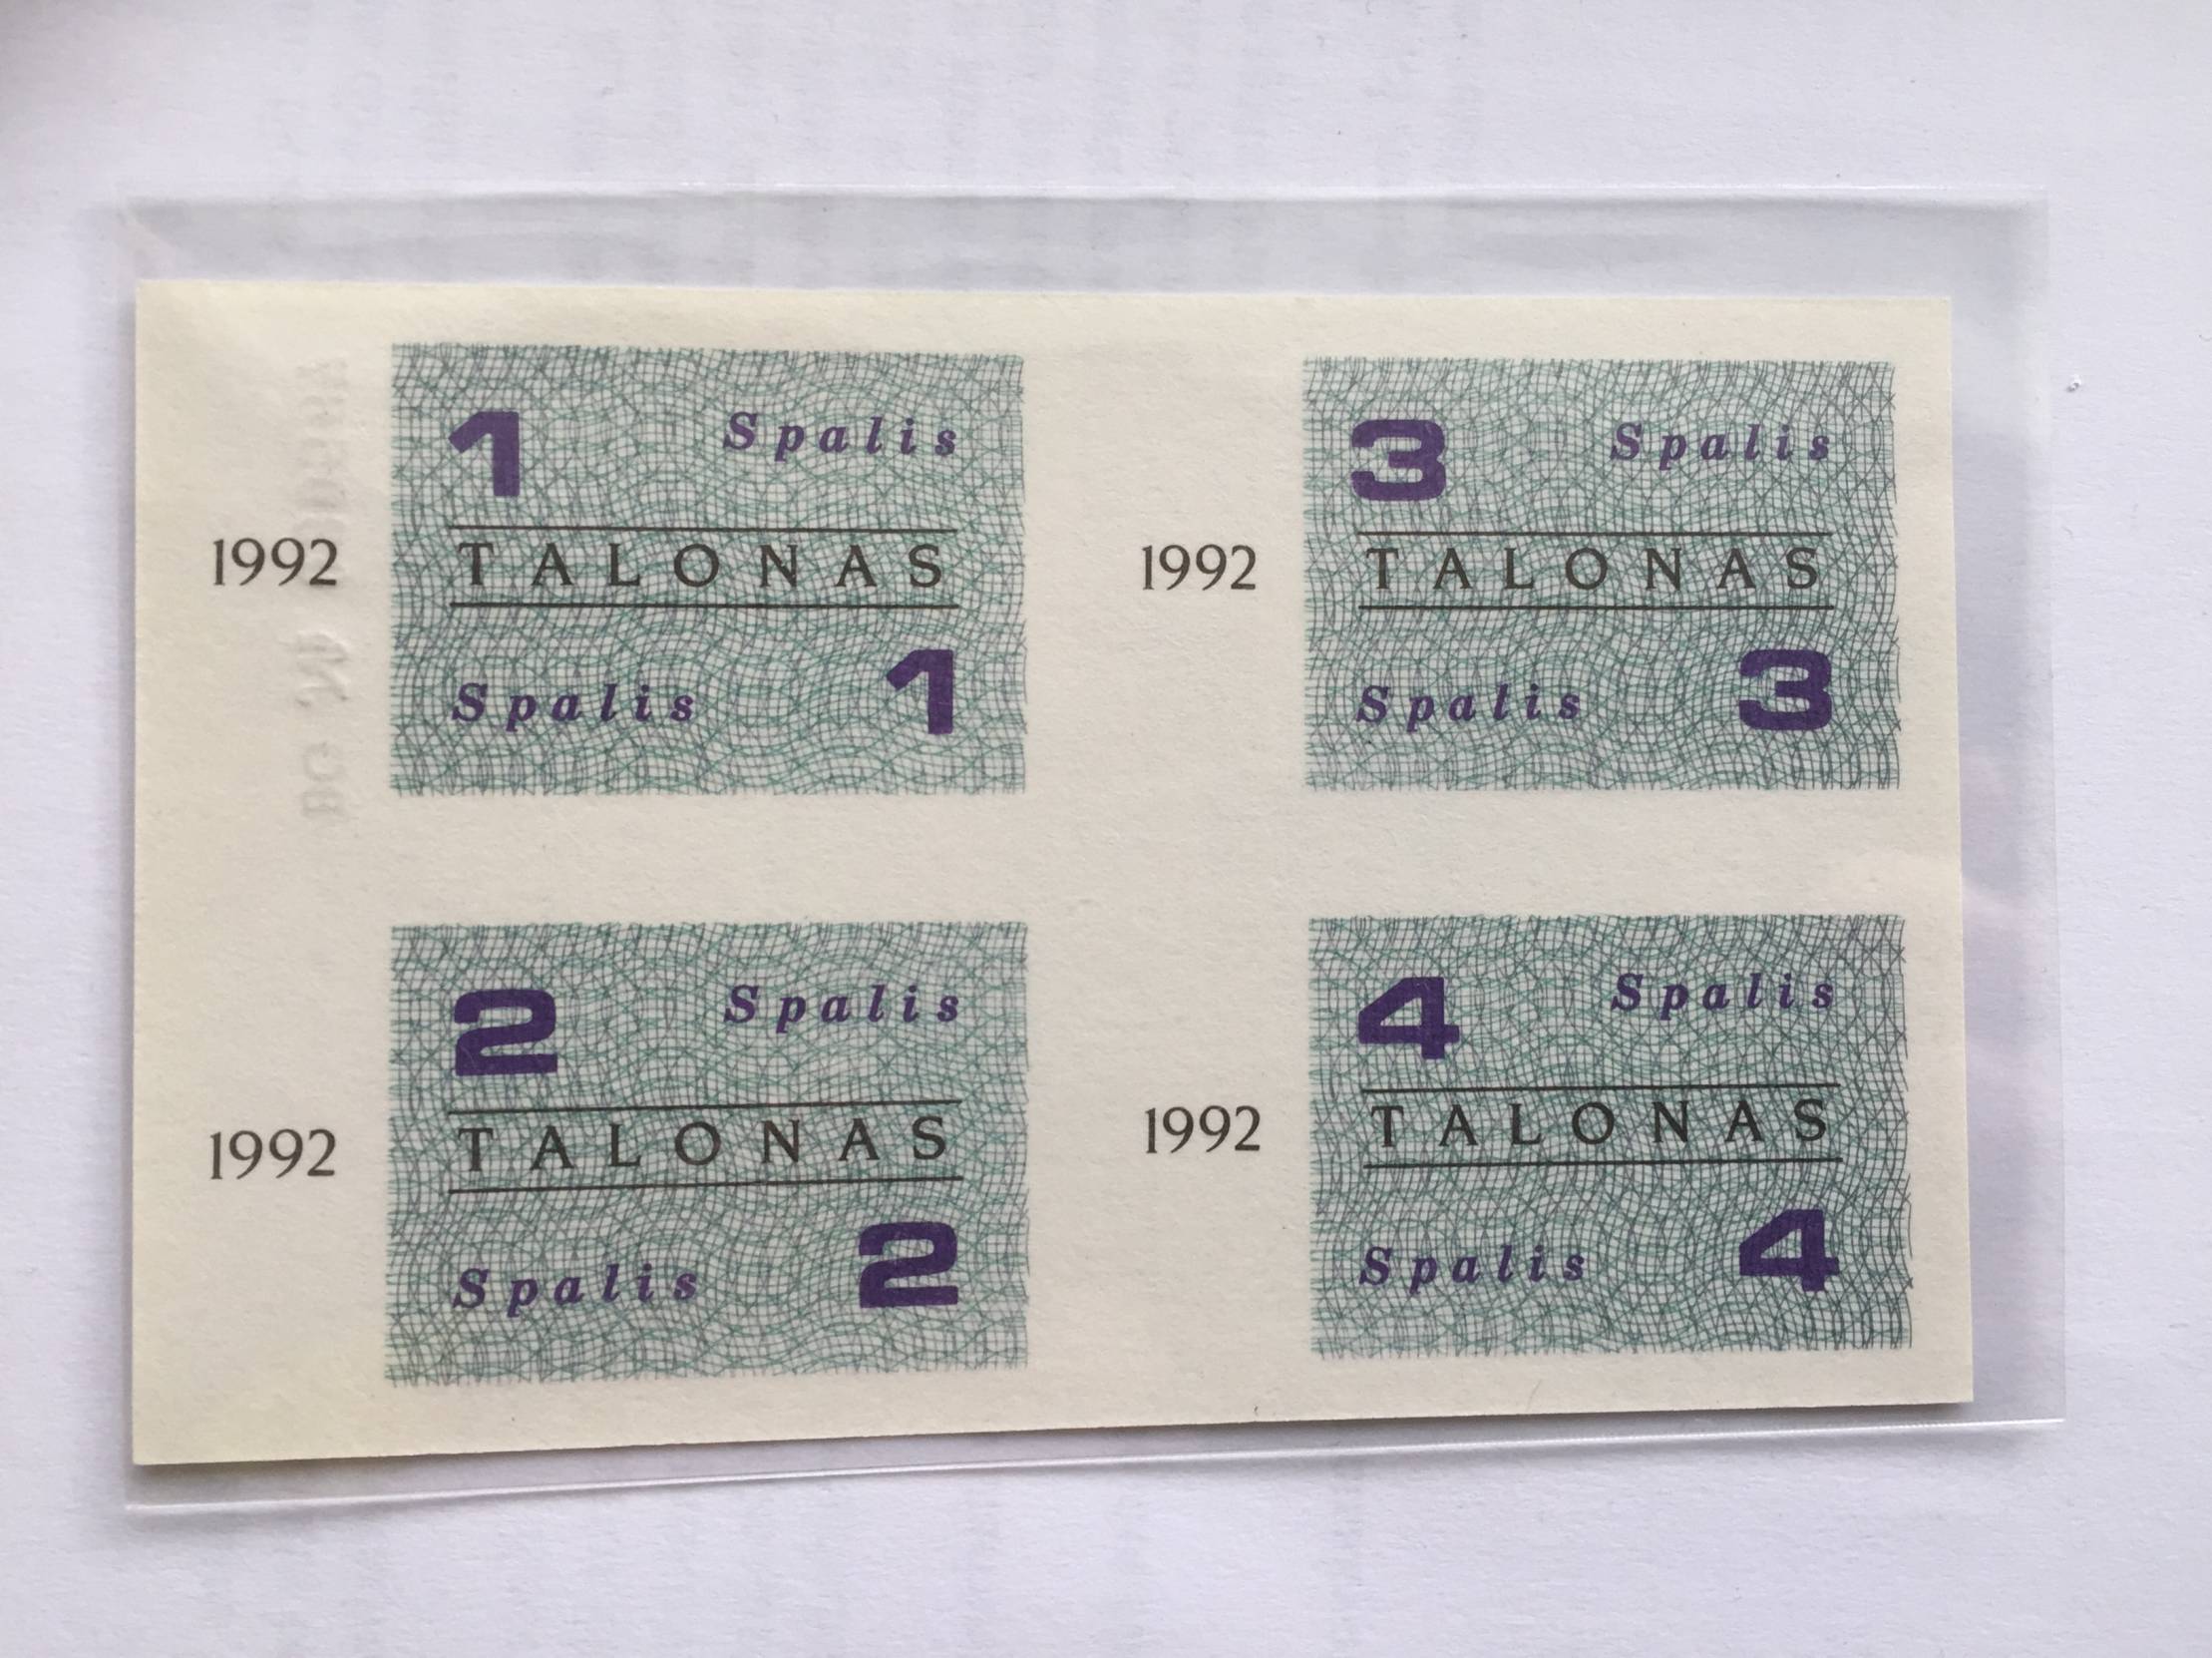 1 Spalis
1992 TALONAS
Spalis 1
3 Spalis
1992 TALONAS
Spalis 3
2 Spalis
1992 TALONAS
Spalis 2
4 Spalis
1992 TALONAS
Spalis 4